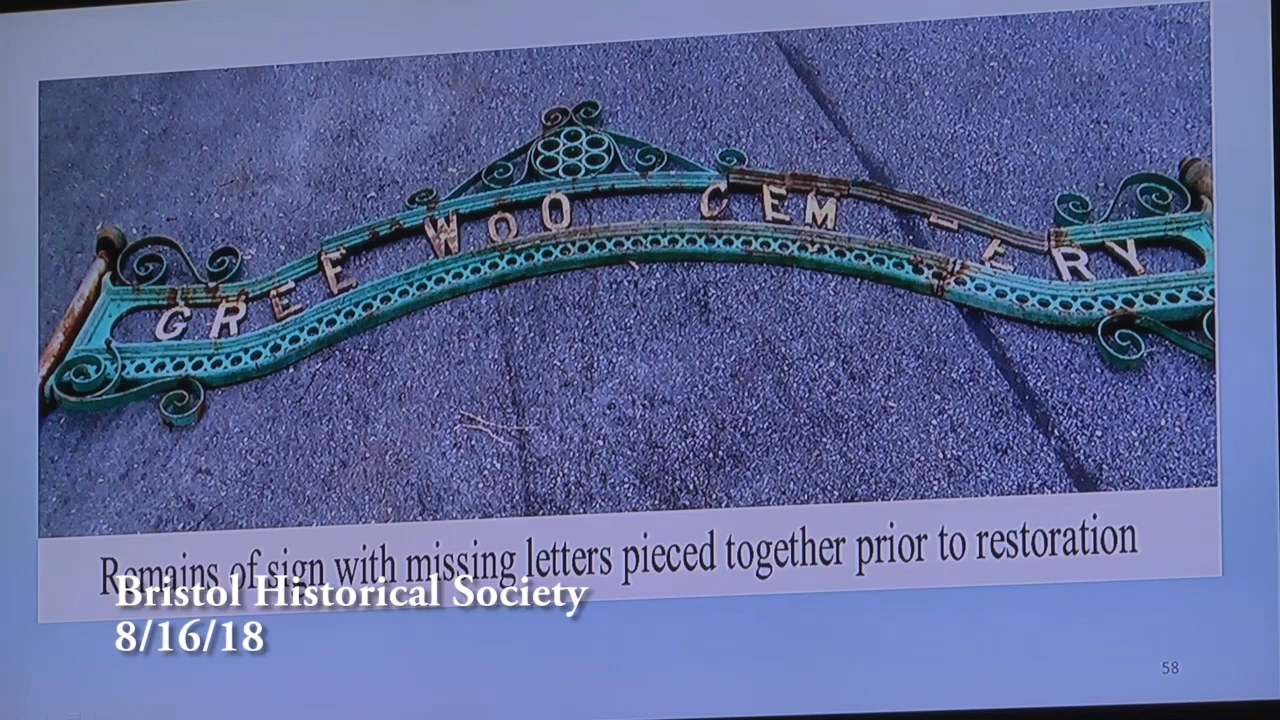 GREE WOO CEM ERY
Remains of sign with missing letters pieced together prior to restoration
Bristol Historical Society
8/16/18
58